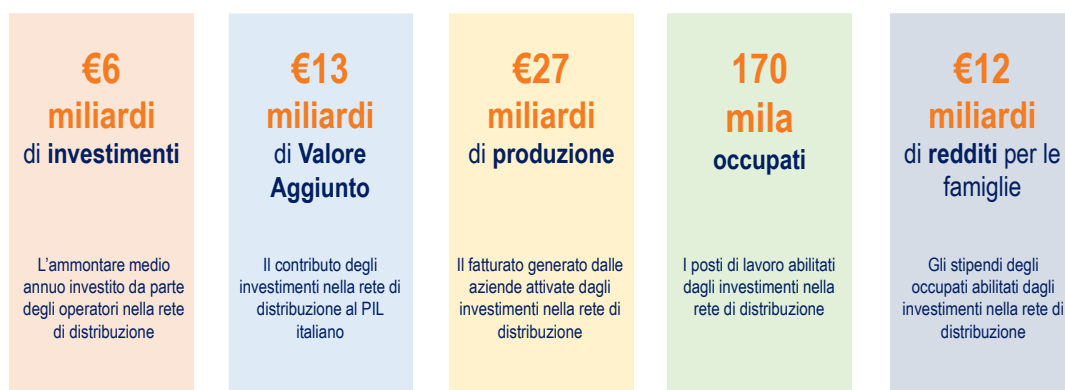 €6
miliardi
di investimenti
L'ammontare medio
annuo investito da parte
degli operatori nella rete
di distribuzione
€13
miliardi
di Valore
Aggiunto
Il contributo degli
investimenti nella rete di
distribuzione al PIL
italiano
€27
miliardi
di produzione
Il fatturato generato dalle
aziende attivate dagli
investimenti nella rete di
distribuzione
170
mila
occupati
I posti di lavoro abilitati
dagli investimenti nella
rete di distribuzione
€12
miliardi
di redditi per le
famiglie
Gli stipendi degli
occupati abilitati dagli
investimenti nella rete di
distribuzione